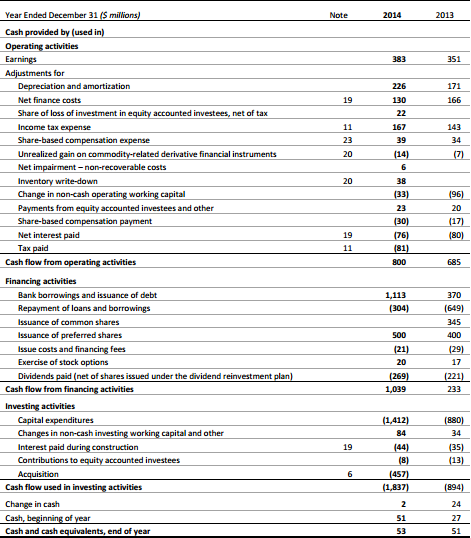 Year Ended December 31 ($ millions) Note 2014 2013
Cash provided by (used in)
Operating activities
Earnings 383 351
Adjustments for
Depreciation and amortization 226 171
Net finance costs 19 130 166
Share of loss of investment in equity accounted investees, net of tax 22
Income tax expense 11 167 143
Share-based compensation expense 23 39 34
Unrealized gain on commodity-related derivative financial instruments 20 (14) (7)
Net impairment – non-recoverable costs 6
Inventory write-down 20 38
Change in non-cash operating working capital (33) (96)
Payments from equity accounted investees and other 23 20
Share-based compensation payment (30) (17)
Net interest paid 19 (76) (80)
Tax paid 11 (81)
Cash flow from operating activities 800 685
Financing activities
Bank borrowings and issuance of debt 1,113 370
Repayment of loans and borrowings (304) (649)
Issuance of common shares 345
Issuance of preferred shares 500 400
Issue costs and financing fees (21) (29)
Exercise of stock options 20 17
Dividends paid (net of shares issued under the dividend reinvestment plan) (269) (221)
Cash flow from financing activities 1,039 233
Investing activities
Capital expenditures (1,412) (880)
Changes in non-cash investing working capital and other 84 34
Interest paid during construction 19 (44) (35)
Contributions to equity accounted investees (8) (13)
Acquisition 6 (457)
Cash flow used in investing activities (1,837) (894)
Change in cash 2 24
Cash, beginning of year 51 27
Cash and cash equivalents, end of year 53 51